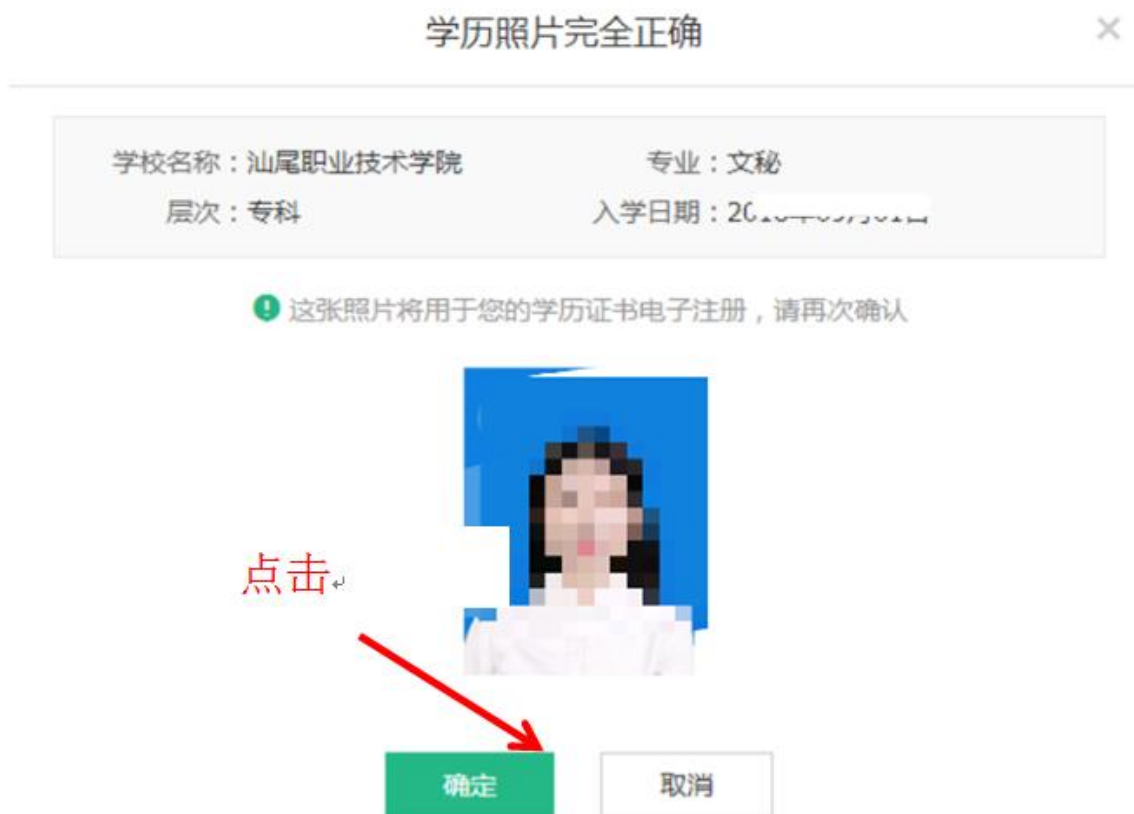 学历照片完全正确
学校名称：汕尾职业技术学院 专业：文秘
层次：专科 入学日期：
这张照片将用于您的学历证书电子注册，请再次确认
点击
确定 取消